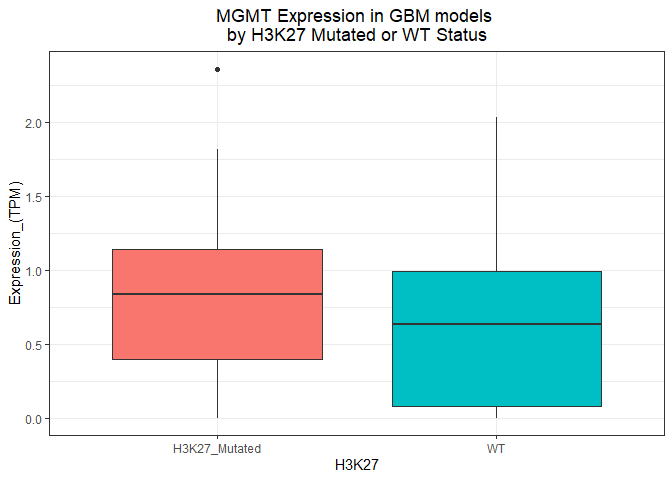 MGMT Expression in GBM models
by H3K27 Mutated or WT Status
Expression_(TPM)
2.0
1.5
1.0
0.5
0.0
H3K27_Mutated
WT
H3K27